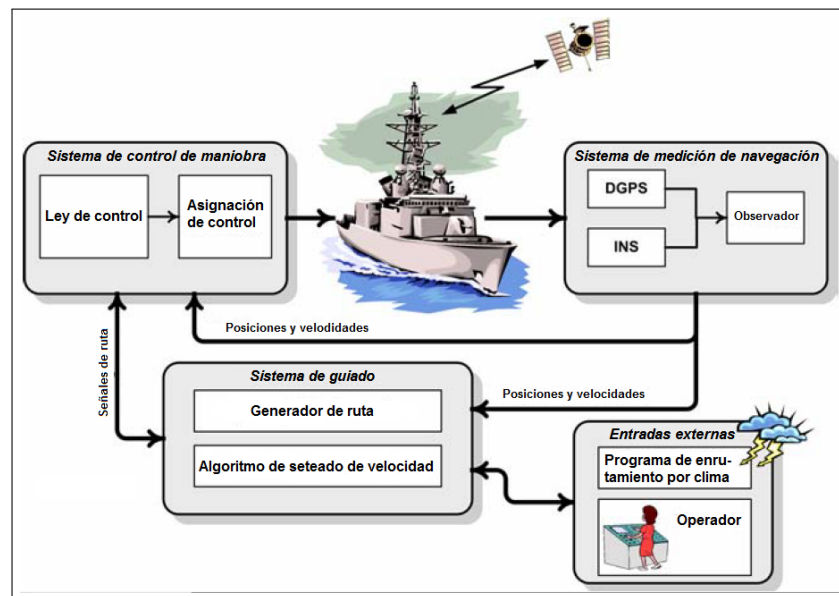 Sistema de control de maniobra
Ley de control
Asignación
de control
Sistema de medición de navegación
DGPS
INS
Observador
Señales de ruta
Posiciones y velodidades
Sistema de guiado
Generador de ruta
Algoritmo de seteado de velocidad
Posiciones y velocidades
Entradas externas
Programa de enru-
tamiento por clima
Operador